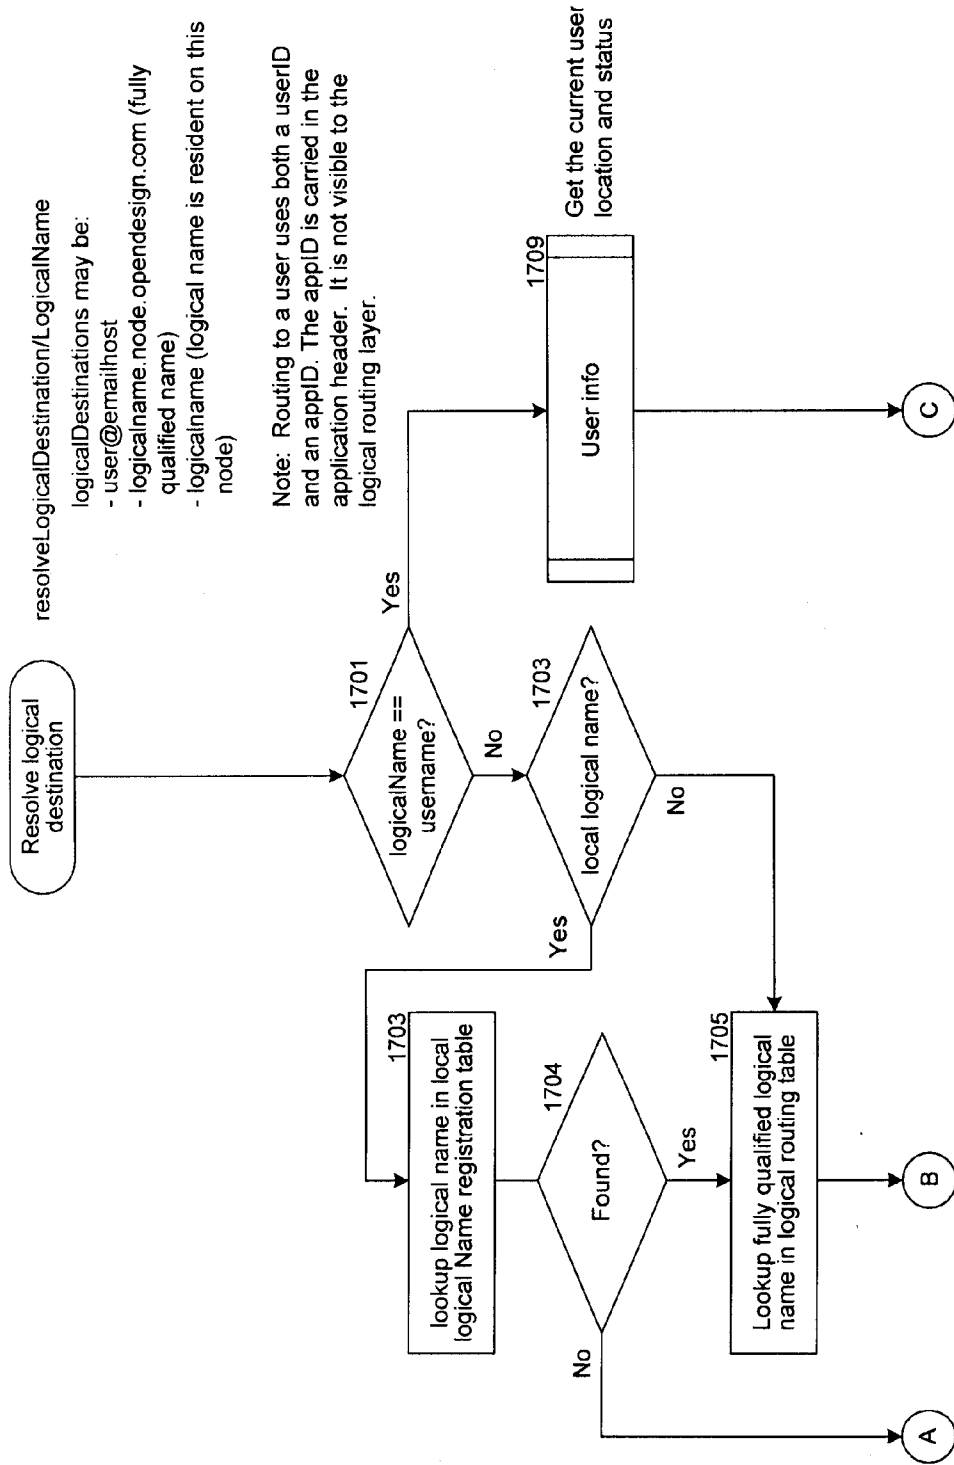 Resolve logical
destination
resolveLogicalDestination/LogicalName
logicalDestinations may be:
- user@emailhost
- logicalname.node.opendesign.com (fully
qualified name)
- logicalname (logical name is resident on this
node)
Note: Routing to a user uses both a userID
and an appID. The appID is carried in the
application header. It is not visible to the
logical routing layer.
1701
logicalName ==
username?
Yes
No
1703
local logical name?
Yes
No
1709
User info
Get the current user
location and status
1703
lookup logical name in local
logical Name registration table
1704
Found?
No
Yes
1705
Lookup fully qualified logical
name in logical routing table
A
B
C